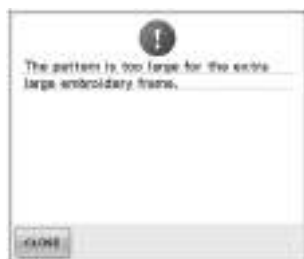 The pattern is too large for the extra
large embroidery frame.
CLOSE